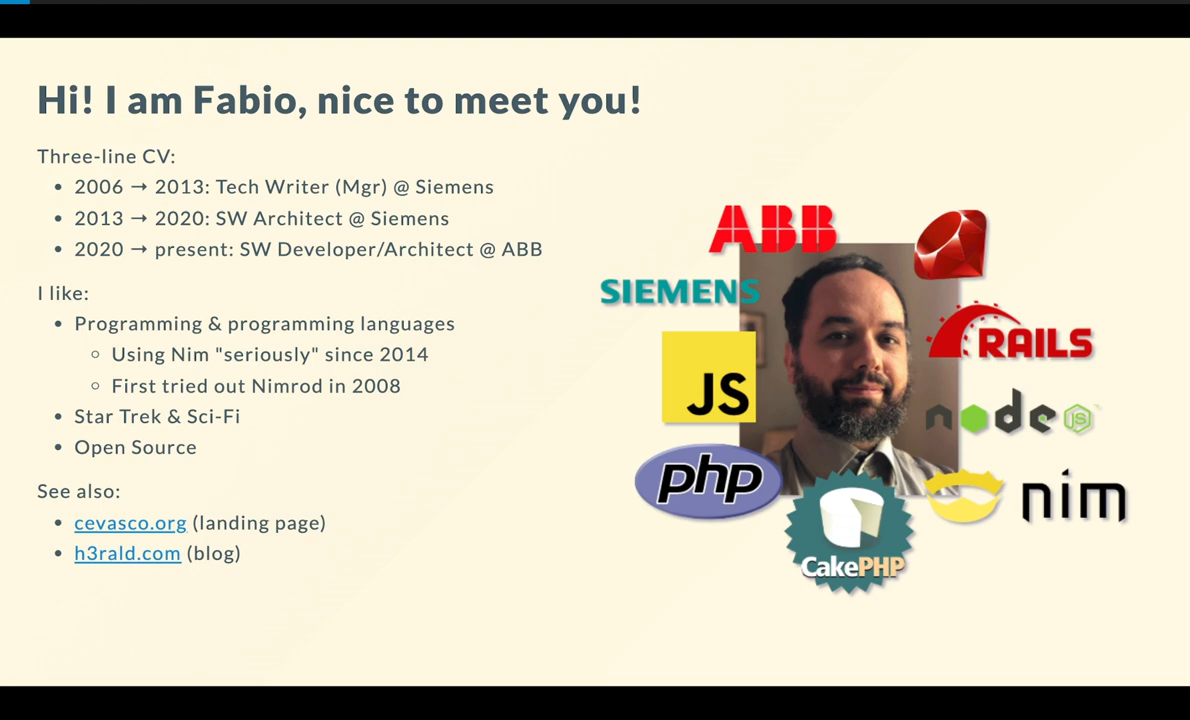 Hi! I am Fabio, nice to meet you!
Three-line CV:
• 2006 → 2013: Tech Writer (Mgr) @ Siemens
• 2013 → 2020: SW Architect @ Siemens
• 2020 → present: SW Developer/Architect @ ABB
I like:
• Programming & programming languages
◦ Using Nim "seriously" since 2014
◦ First tried out Nimrod in 2008
• Star Trek & Sci-Fi
• Open Source
See also:
• cevasco.org (landing page)
• h3rald.com (blog)
ABB
SIEMENS
RAILS
JS
node JS
php
nim
CakePHP